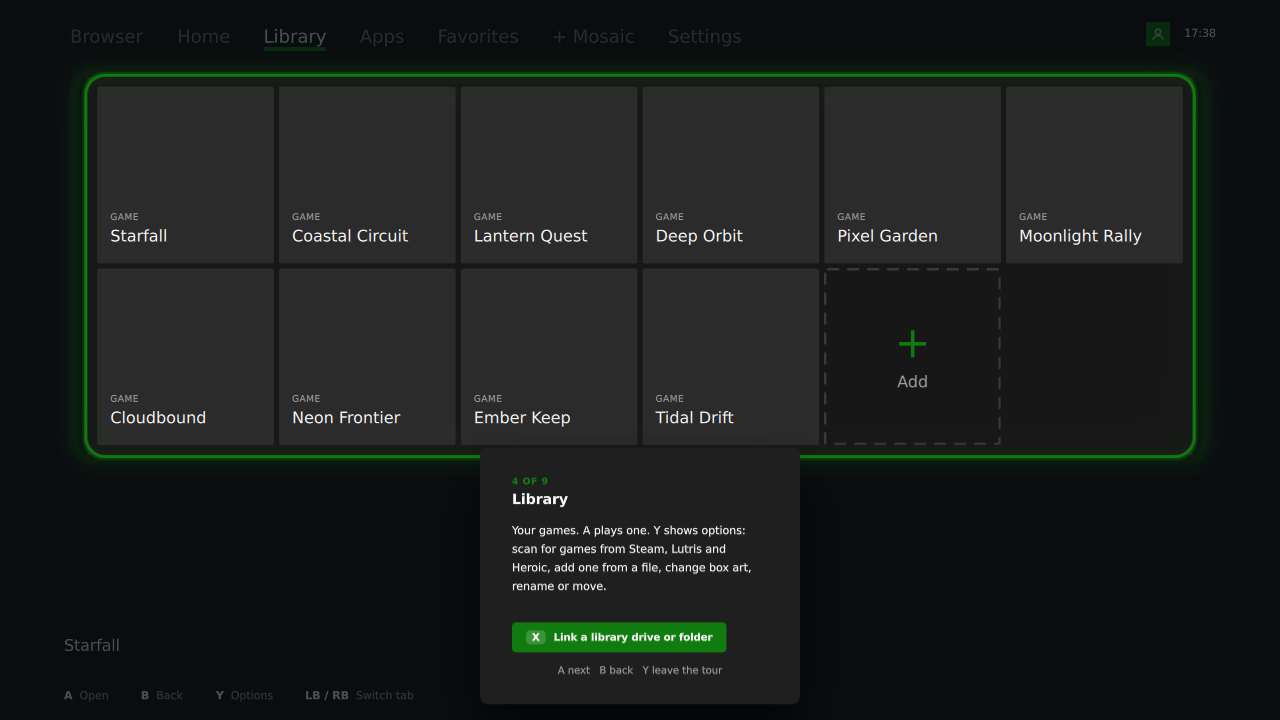 Browser Home Library Apps Favorites + Mosaic Settings 17:38
GAME GAME GAME GAME GAME GAME
Starfall Coastal Circuit Lantern Quest Deep Orbit Pixel Garden Moonlight Rally
+
Add
GAME GAME GAME GAME
Cloudbound Neon Frontier Ember Keep Tidal Drift
4 OF 9
Library
Your games. A plays one. Y shows options:
scan for games from Steam, Lutris and
Heroic, add one from a file, change box art,
rename or move.
X Link a library drive or folder
A next B back Y leave the tour
Starfall
A Open B Back Y Options LB / RB Switch tab